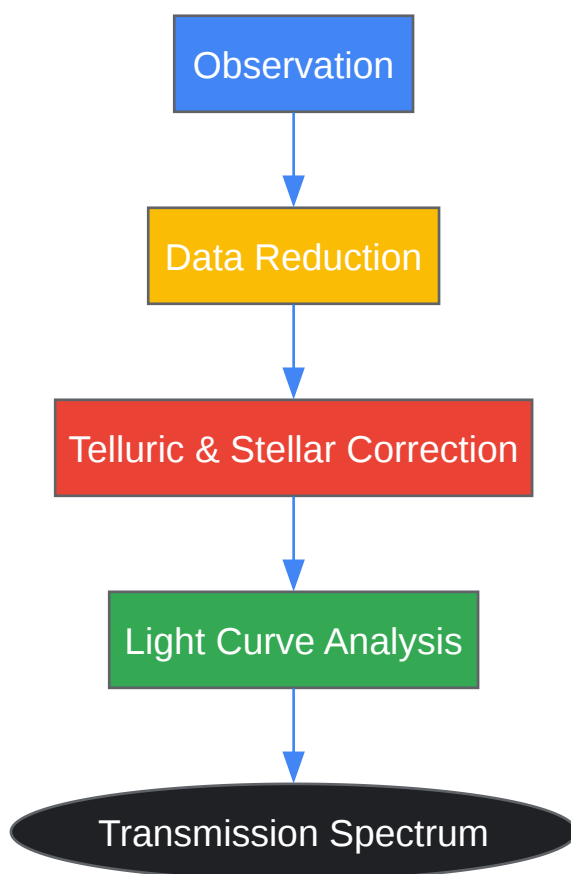 Observation
Data Reduction
Telluric & Stellar Correction
Light Curve Analysis
Transmission Spectrum